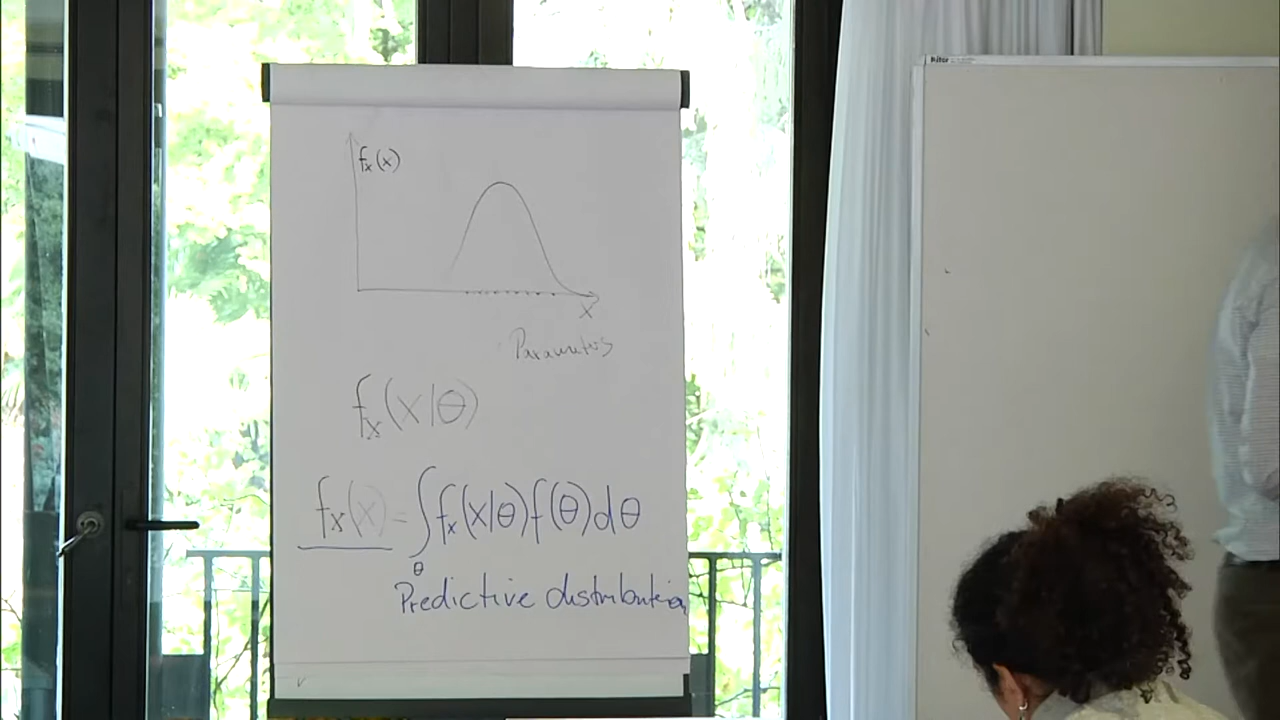 fₓ(x)
x
Parameters
fₓ(x|θ)
fₓ(x) = ∫ fₓ(x|θ) f(θ) dθ
θ
Predictive distribution